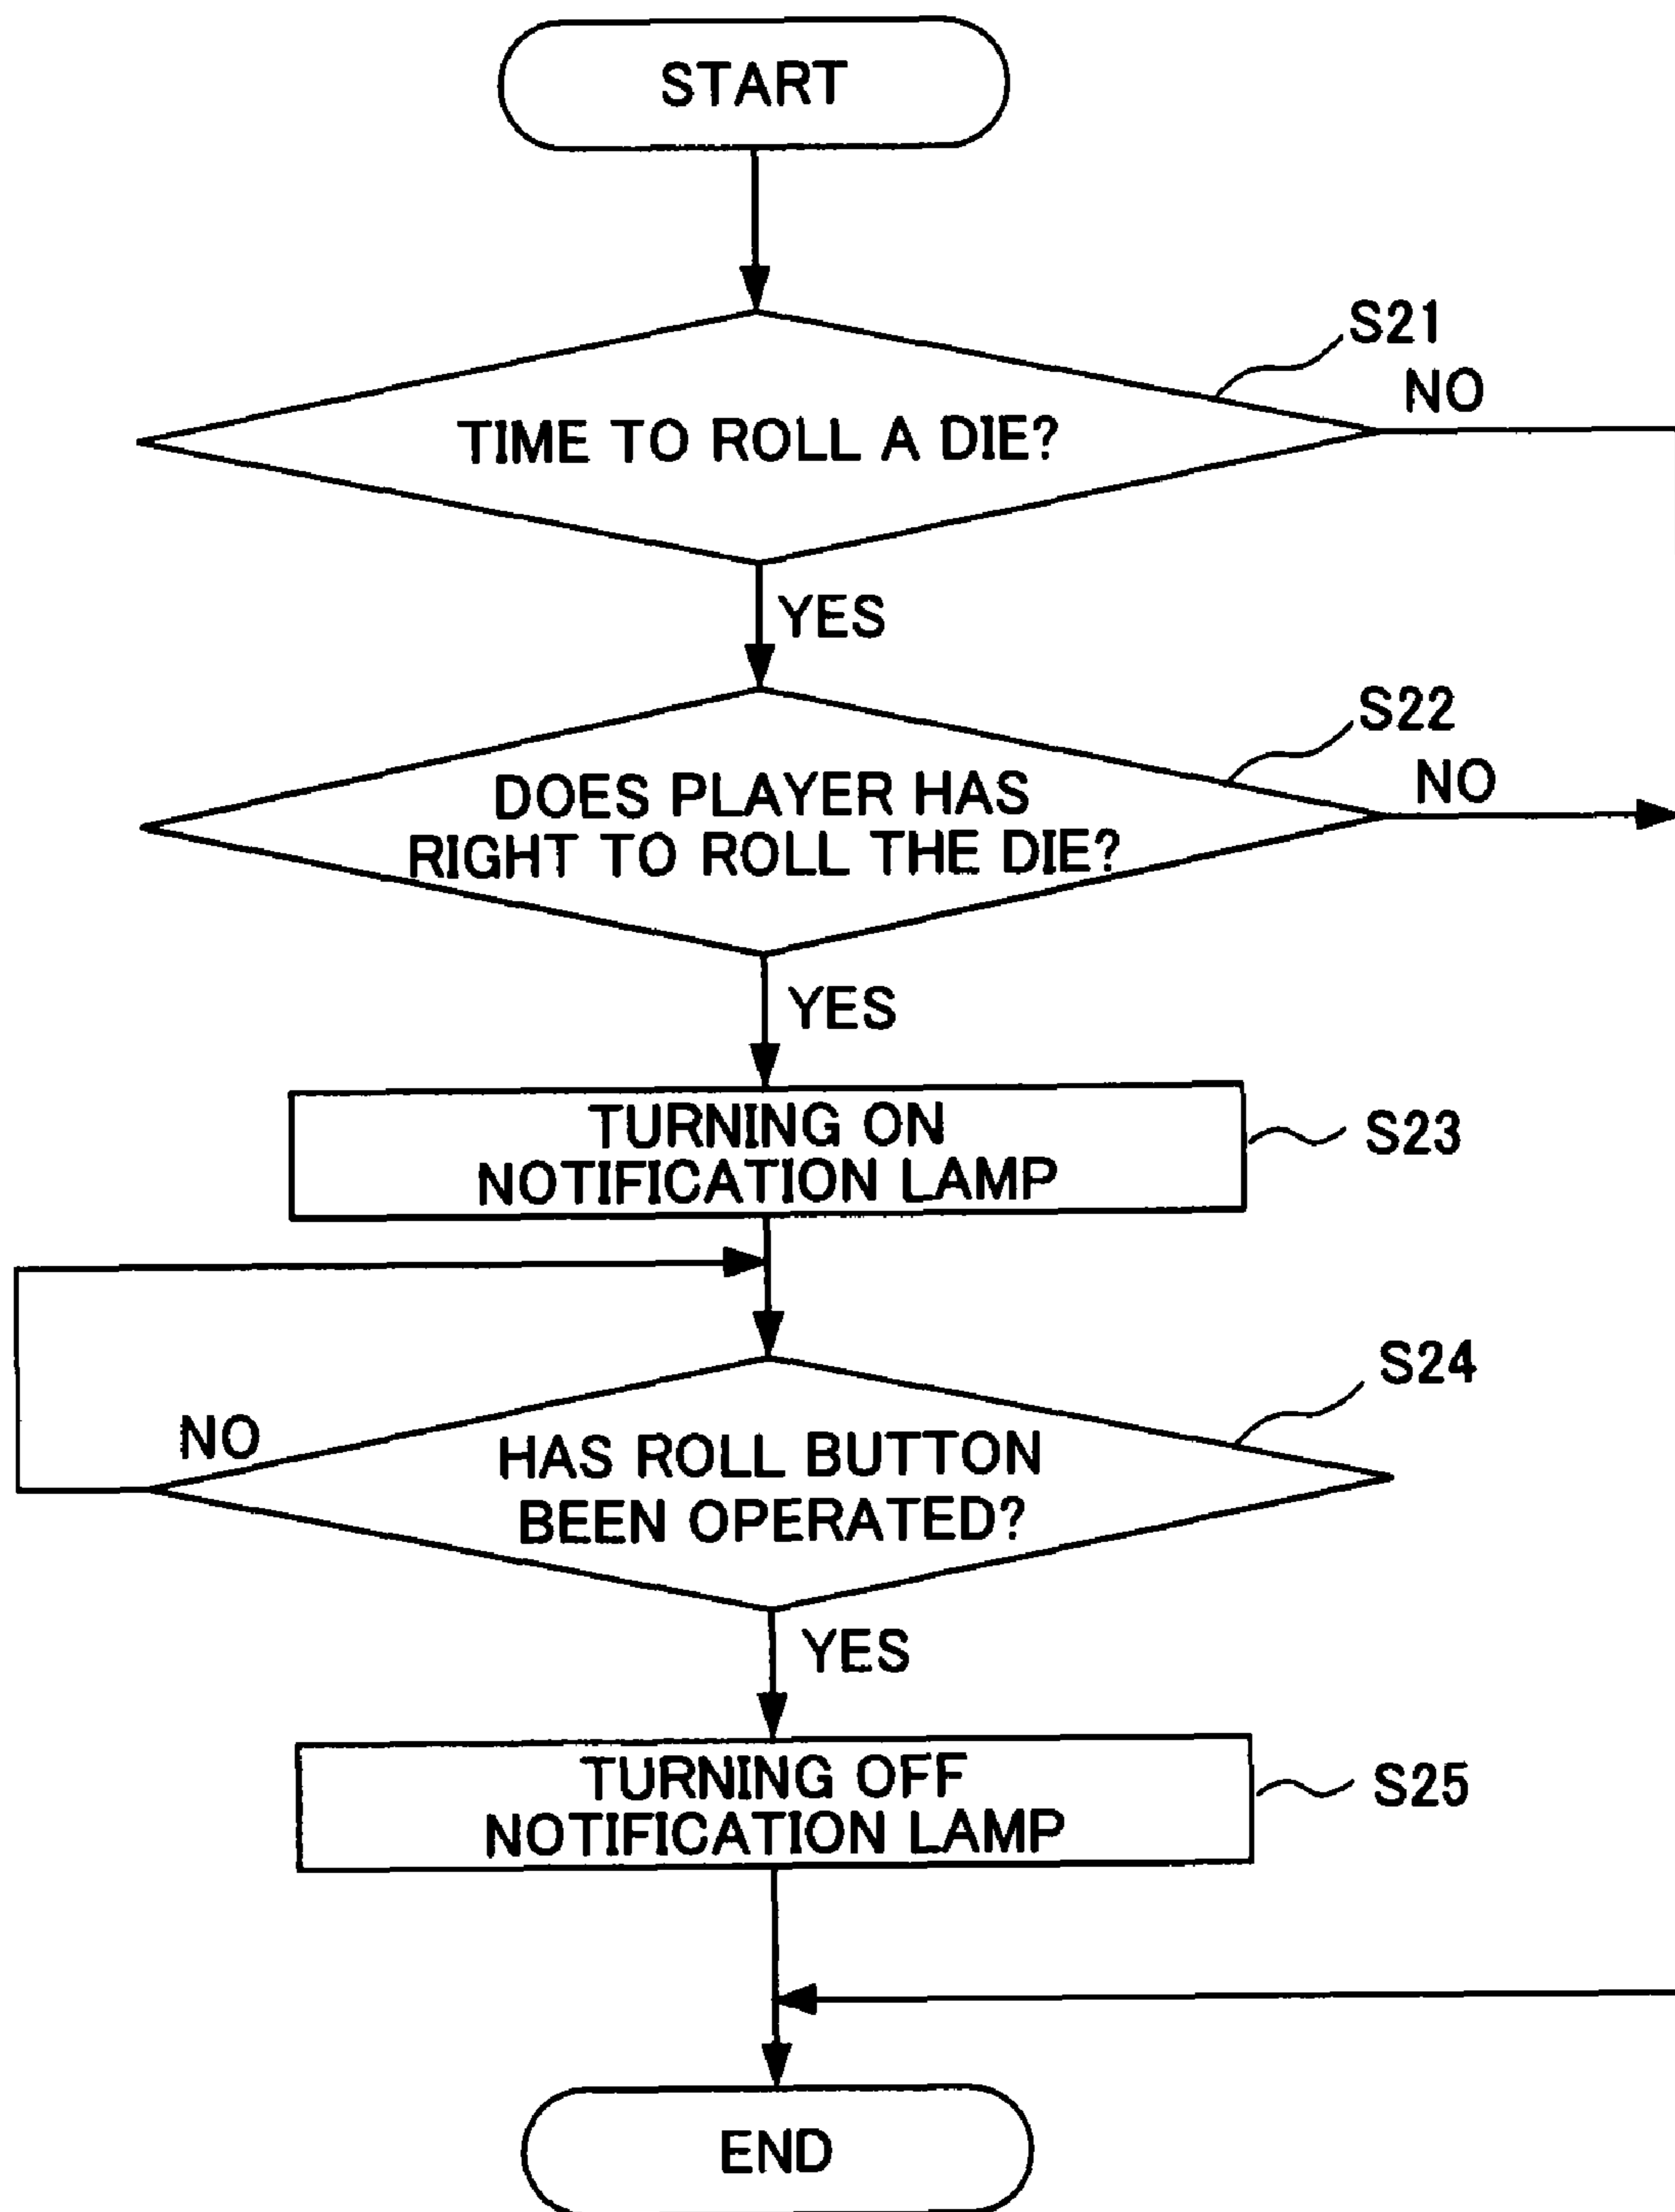 START
S21
NO
TIME TO ROLL A DIE?
YES
S22
NO
DOES PLAYER HAS
RIGHT TO ROLL THE DIE?
YES
TURNING ON
NOTIFICATION LAMP
S23
S24
NO
HAS ROLL BUTTON
BEEN OPERATED?
YES
TURNING OFF
NOTIFICATION LAMP
S25
END